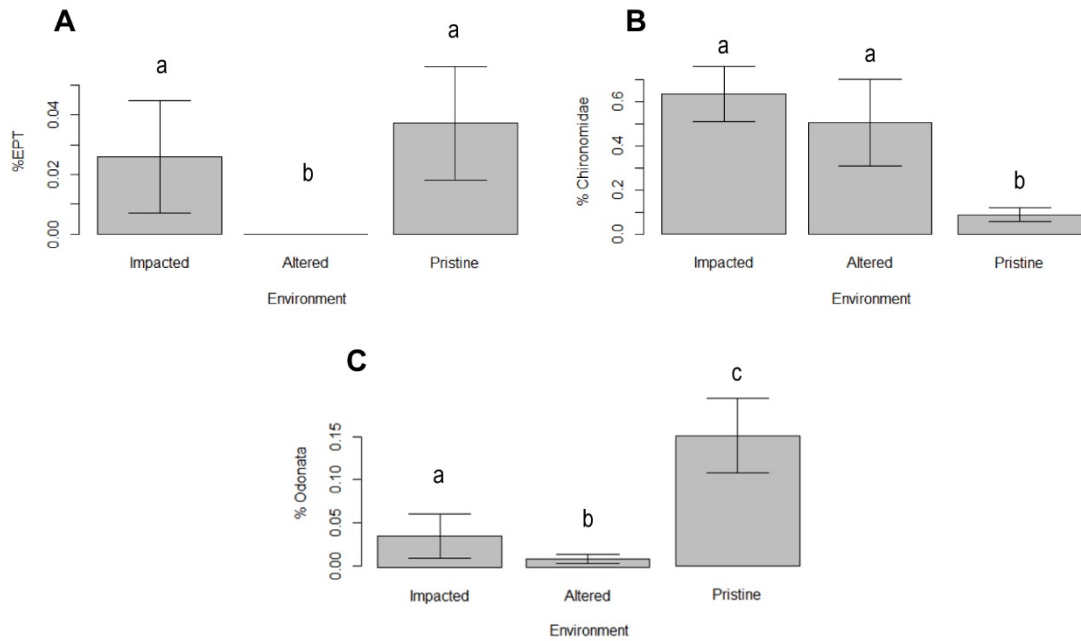 A
a
b
a
%EPT
0.04
0.02
0.00
Impacted Altered Pristine
Environment
B
a
a
b
% Chironomidae
0.6
0.4
0.2
0.0
Impacted Altered Pristine
Environment
C
a
b
c
% Odonata
0.15
0.10
0.05
0.00
Impacted Altered Pristine
Environment